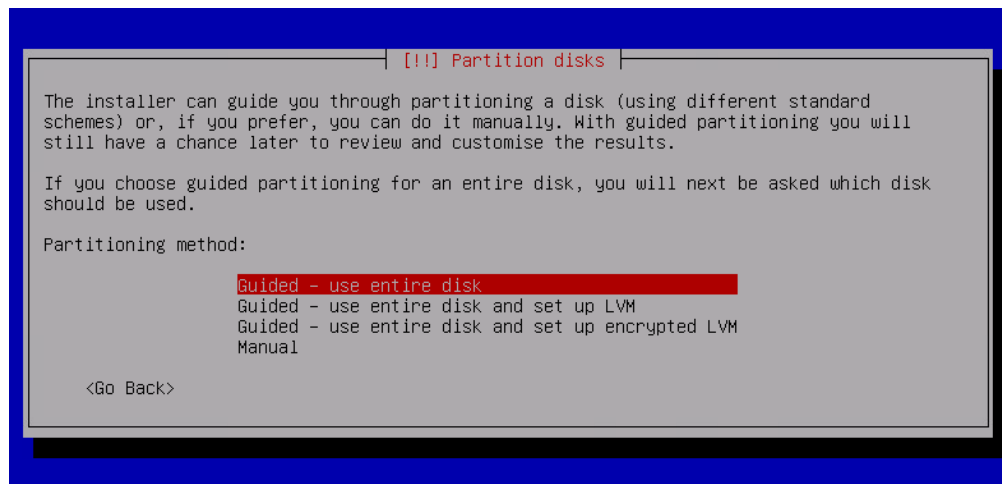 [!!] Partition disks
The installer can guide you through partitioning a disk (using different standard
schemes) or, if you prefer, you can do it manually. With guided partitioning you will
still have a chance later to review and customise the results.
If you choose guided partitioning for an entire disk, you will next be asked which disk
should be used.
Partitioning method:
Guided - use entire disk
Guided - use entire disk and set up LVM
Guided - use entire disk and set up encrypted LVM
Manual
<Go Back>